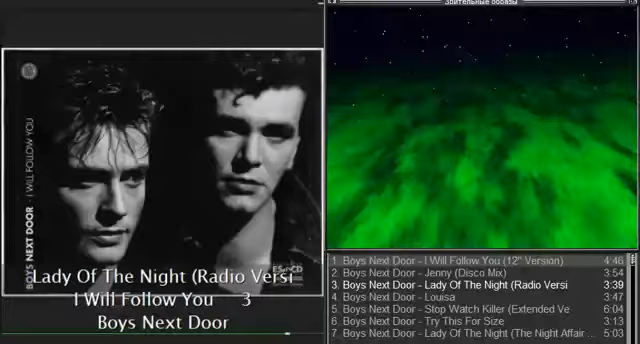 Зрительные образы
BOYS NEXT DOOR · I WILL FOLLOW YOU
Lady Of The Night (Radio Versi
I Will Follow You 3
Boys Next Door
1. Boys Next Door - I Will Follow You (12" Version) 4:46
2. Boys Next Door - Jenny (Disco Mix) 3:54
3. Boys Next Door - Lady Of The Night (Radio Versi 3:39
4. Boys Next Door - Louisa 3:47
5. Boys Next Door - Stop Watch Killer (Extended Ve 6:04
6. Boys Next Door - Try This For Size 3:13
7. Boys Next Door - Lady Of The Night (The Night Affair ... 5:03